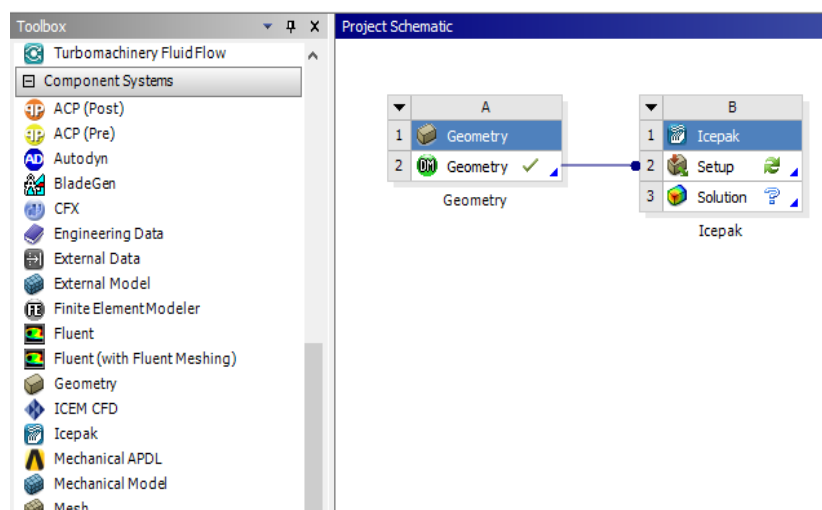 Toolbox
Turbomachinery Fluid Flow
Component Systems
ACP (Post)
ACP (Pre)
Autodyn
BladeGen
CFX
Engineering Data
External Data
External Model
Finite Element Modeler
Fluent
Fluent (with Fluent Meshing)
Geometry
ICEM CFD
Icepak
Mechanical APDL
Mechanical Model
Mesh
Project Schematic
A
1 Geometry
2 DM Geometry
Geometry
B
1 Icepak
2 Setup
3 Solution
Icepak